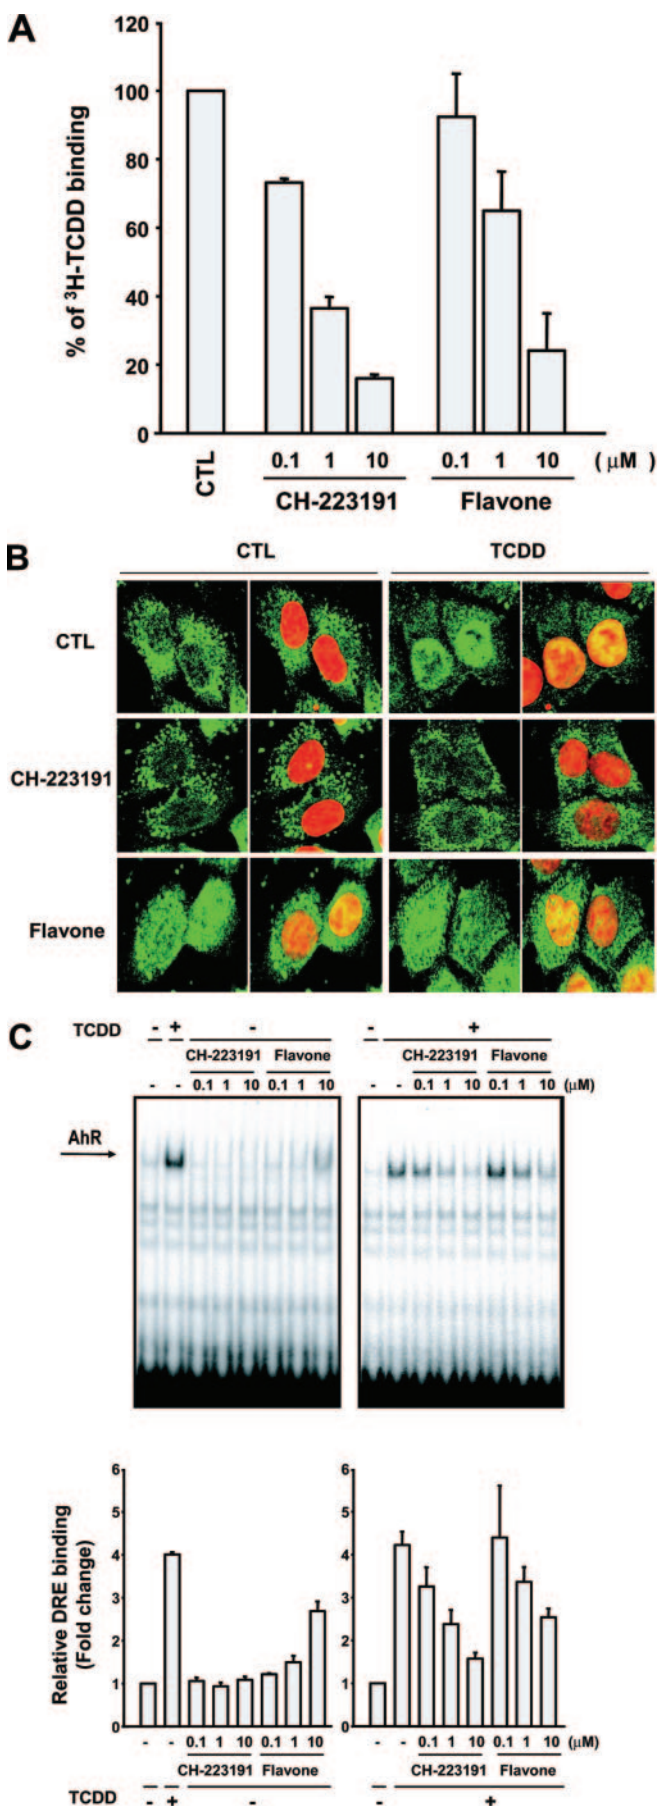 A
120
100
80
60
40
20
0
% of ³H-TCDD binding
CTL
0.1 1 10 0.1 1 10 (μM)
CH-223191 Flavone
B
CTL TCDD
CTL
CH-223191
Flavone
C
TCDD - + - - +
CH-223191 Flavone CH-223191 Flavone
- - 0.1 1 10 0.1 1 10 - - 0.1 1 10 0.1 1 10 (μM)
AhR
Relative DRE binding
(Fold change)
6 6
5 5
4 4
3 3
2 2
1 1
0 0
- - 0.1 1 10 0.1 1 10 - - 0.1 1 10 0.1 1 10 (μM)
CH-223191 Flavone CH-223191 Flavone
TCDD - + - - +